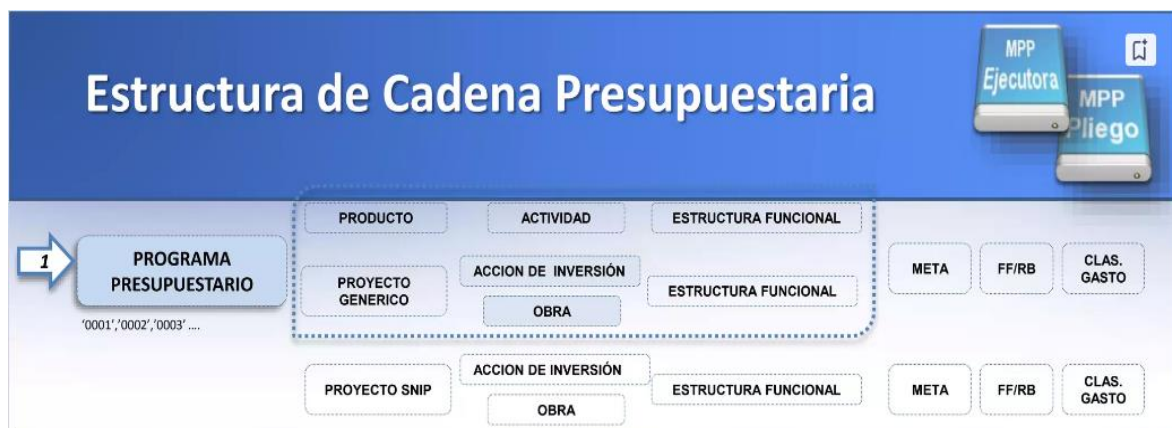 Estructura de Cadena Presupuestaria
MPP
Ejecutora
MPP
Pliego
1
PROGRAMA
PRESUPUESTARIO
'0001','0002','0003' ....
PRODUCTO
ACTIVIDAD
ESTRUCTURA FUNCIONAL
PROYECTO
GENERICO
ACCION DE INVERSIÓN
OBRA
ESTRUCTURA FUNCIONAL
META
FF/RB
CLAS.
GASTO
PROYECTO SNIP
ACCION DE INVERSIÓN
OBRA
ESTRUCTURA FUNCIONAL
META
FF/RB
CLAS.
GASTO